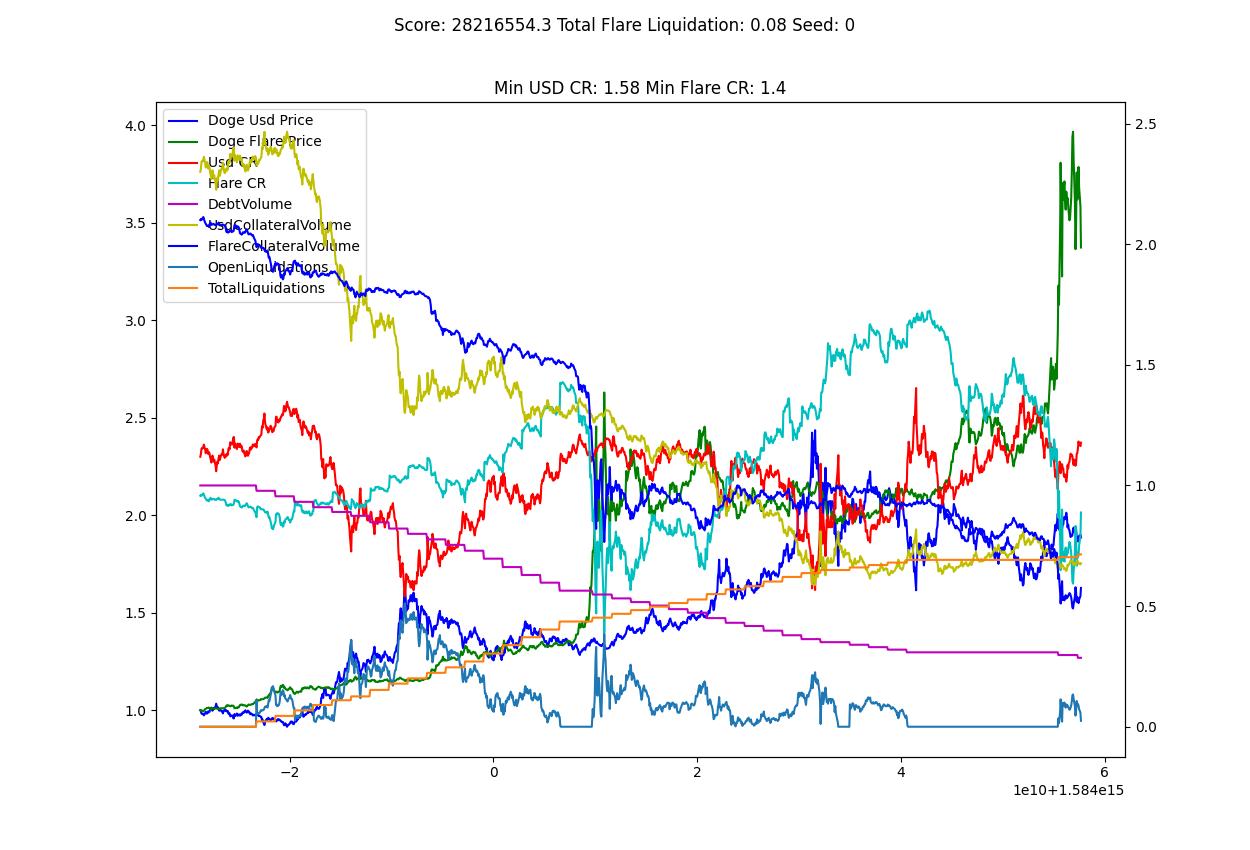 Score: 28216554.3 Total Flare Liquidation: 0.08 Seed: 0
Min USD CR: 1.58 Min Flare CR: 1.4
Doge Usd Price
Doge Flare Price
Usd CR
Flare CR
DebtVolume
UsdCollateralVolume
FlareCollateralVolume
OpenLiquidations
TotalLiquidations
4.0
3.5
3.0
2.5
2.0
1.5
1.0
2.5
2.0
1.5
1.0
0.5
0.0
−2
0
2
4
6
1e10+1.584e15